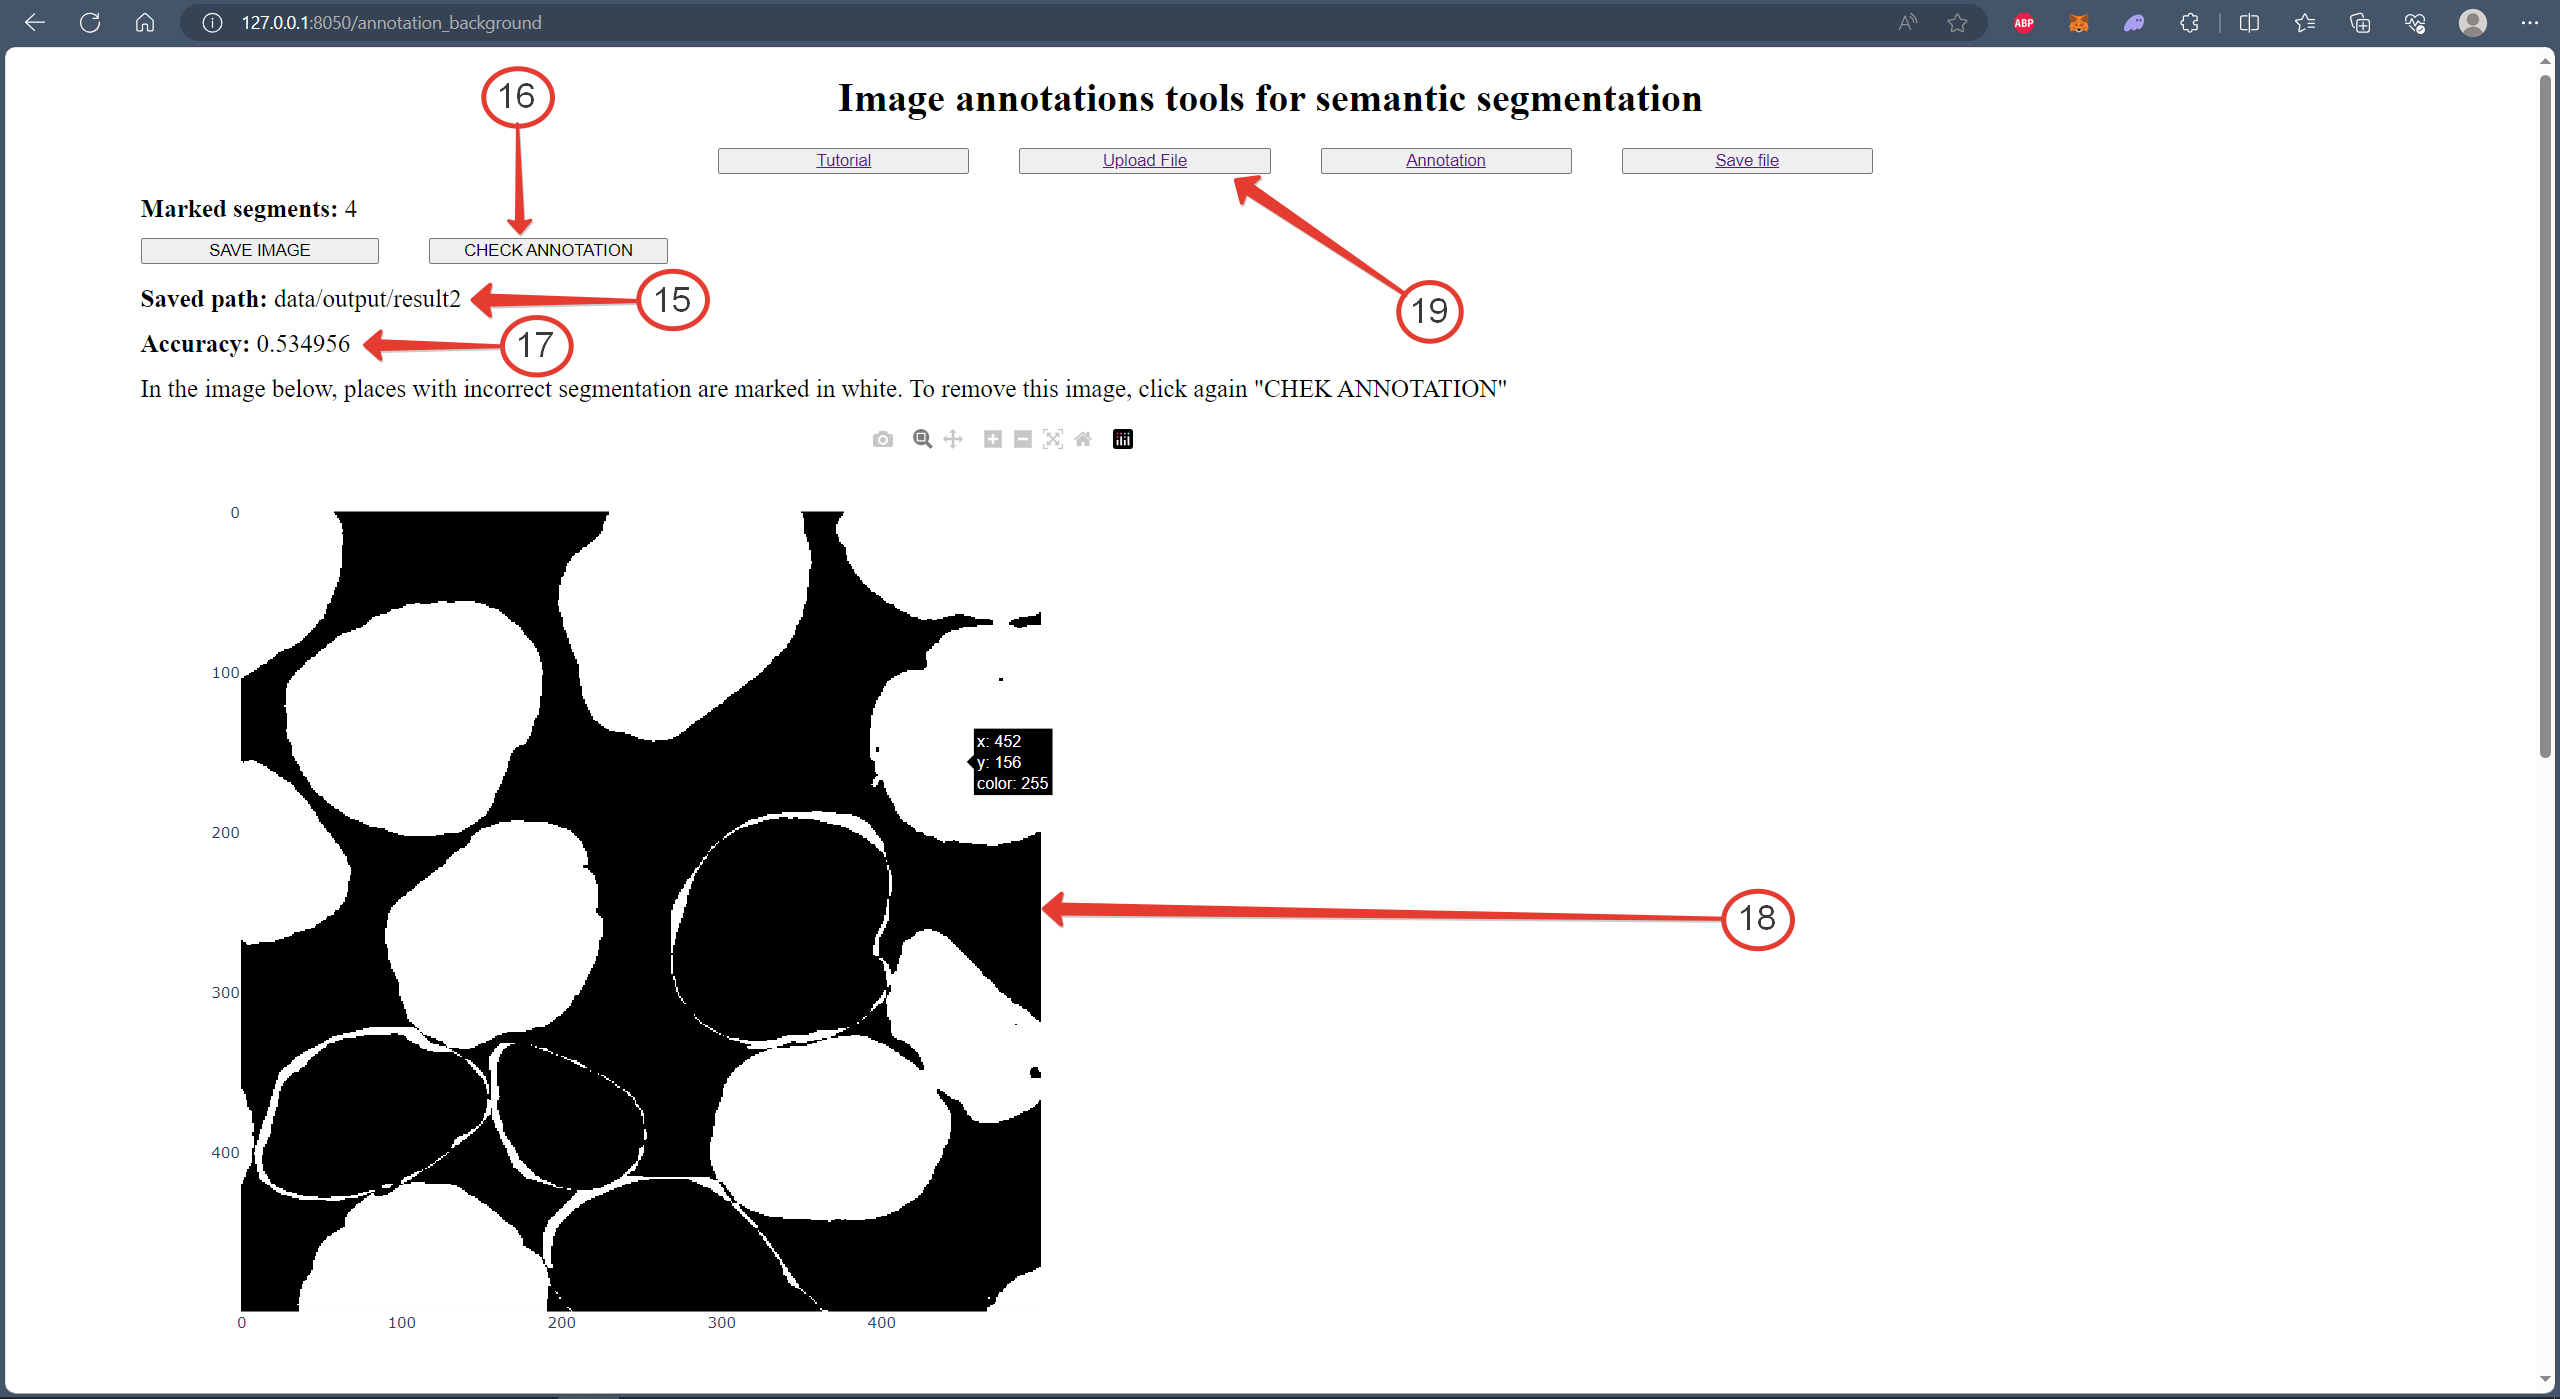 127.0.0.1:8050/annotation_background
ABP
16
Image annotations tools for semantic segmentation
Tutorial
Upload File
Annotation
Save file
Marked segments: 4
SAVE IMAGE
CHECK ANNOTATION
Saved path: data/output/result2
15
19
Accuracy: 0.534956
17
In the image below, places with incorrect segmentation are marked in white. To remove this image, click again "CHEK ANNOTATION"
0
100
x: 452
y: 156
color: 255
200
18
300
400
0
100
200
300
400